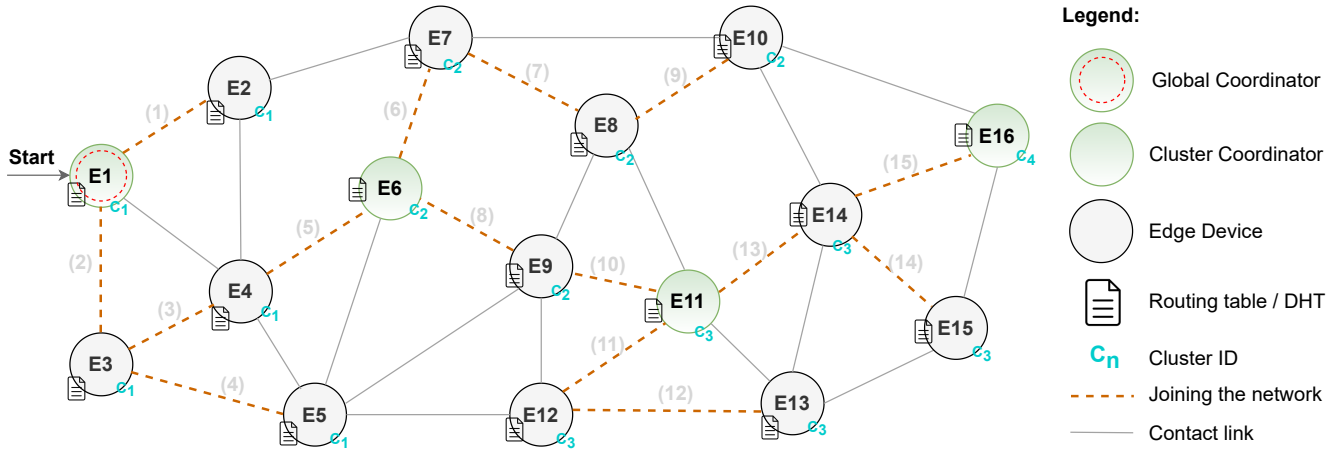 E7
C2
E10
C2
(7)
(9)
E2
C1
(1)
(6)
E8
C2
E16
C4
Start
E1
C1
E6
C2
(15)
(5)
(8)
E14
C3
(2)
(13)
(14)
E4
C1
E9
C2
(10)
E11
C3
(3)
E15
C3
E3
C1
(4)
(11)
(12)
E5
C1
E12
C3
E13
C3
Legend:
Global Coordinator
Cluster Coordinator
Edge Device
Routing table / DHT
Cn Cluster ID
Joining the network
Contact link